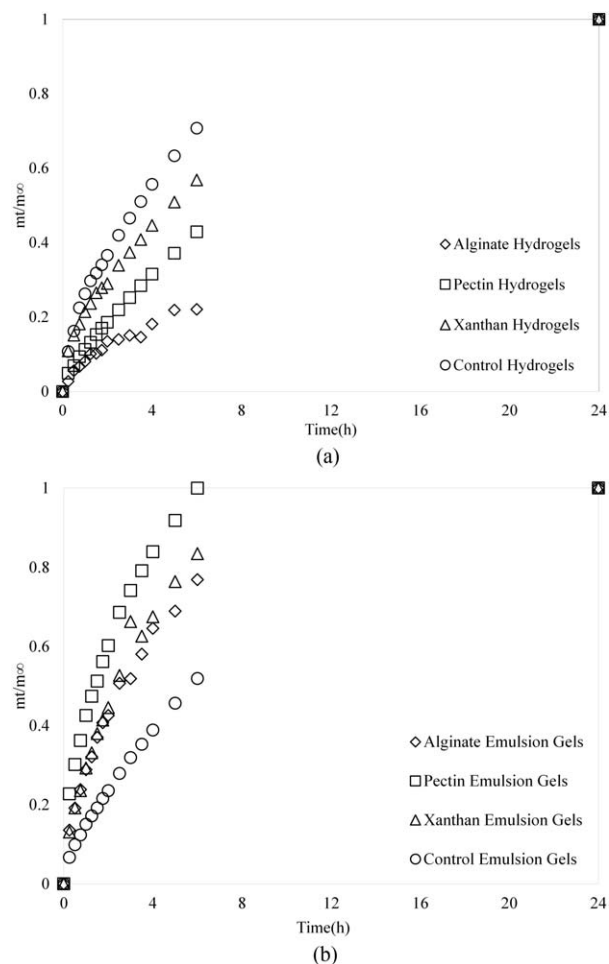 1
0.8
0.6
mt/m∞
0.4
0.2
0
Alginate Hydrogels
Pectin Hydrogels
Xanthan Hydrogels
Control Hydrogels
0 4 8 12 16 20 24
Time(h)
(a)
1
0.8
0.6
mt/m∞
0.4
0.2
0
Alginate Emulsion Gels
Pectin Emulsion Gels
Xanthan Emulsion Gels
Control Emulsion Gels
0 4 8 12 16 20 24
Time(h)
(b)